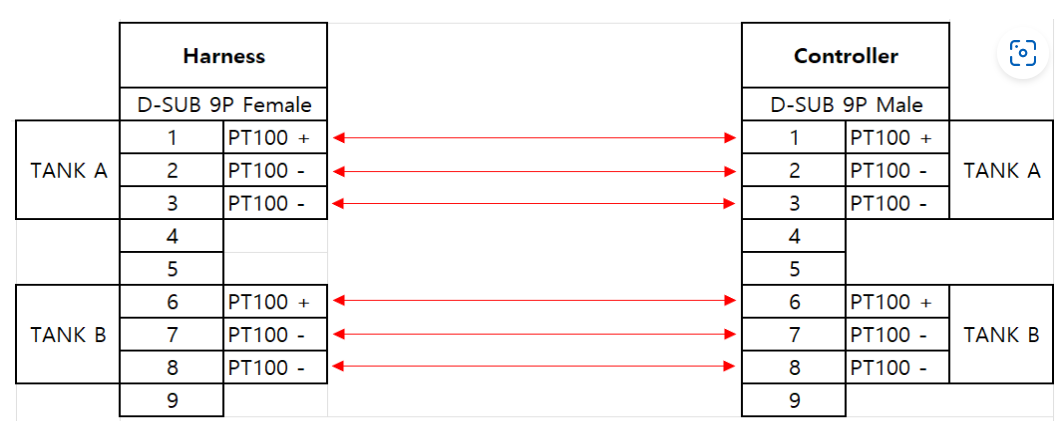 Harness Controller
D-SUB 9P Female D-SUB 9P Male
1 PT100 + 1 PT100 +
TANK A 2 PT100 - 2 PT100 - TANK A
3 PT100 - 3 PT100 -
4 4
5 5
6 PT100 + 6 PT100 +
TANK B 7 PT100 - 7 PT100 - TANK B
8 PT100 - 8 PT100 -
9 9